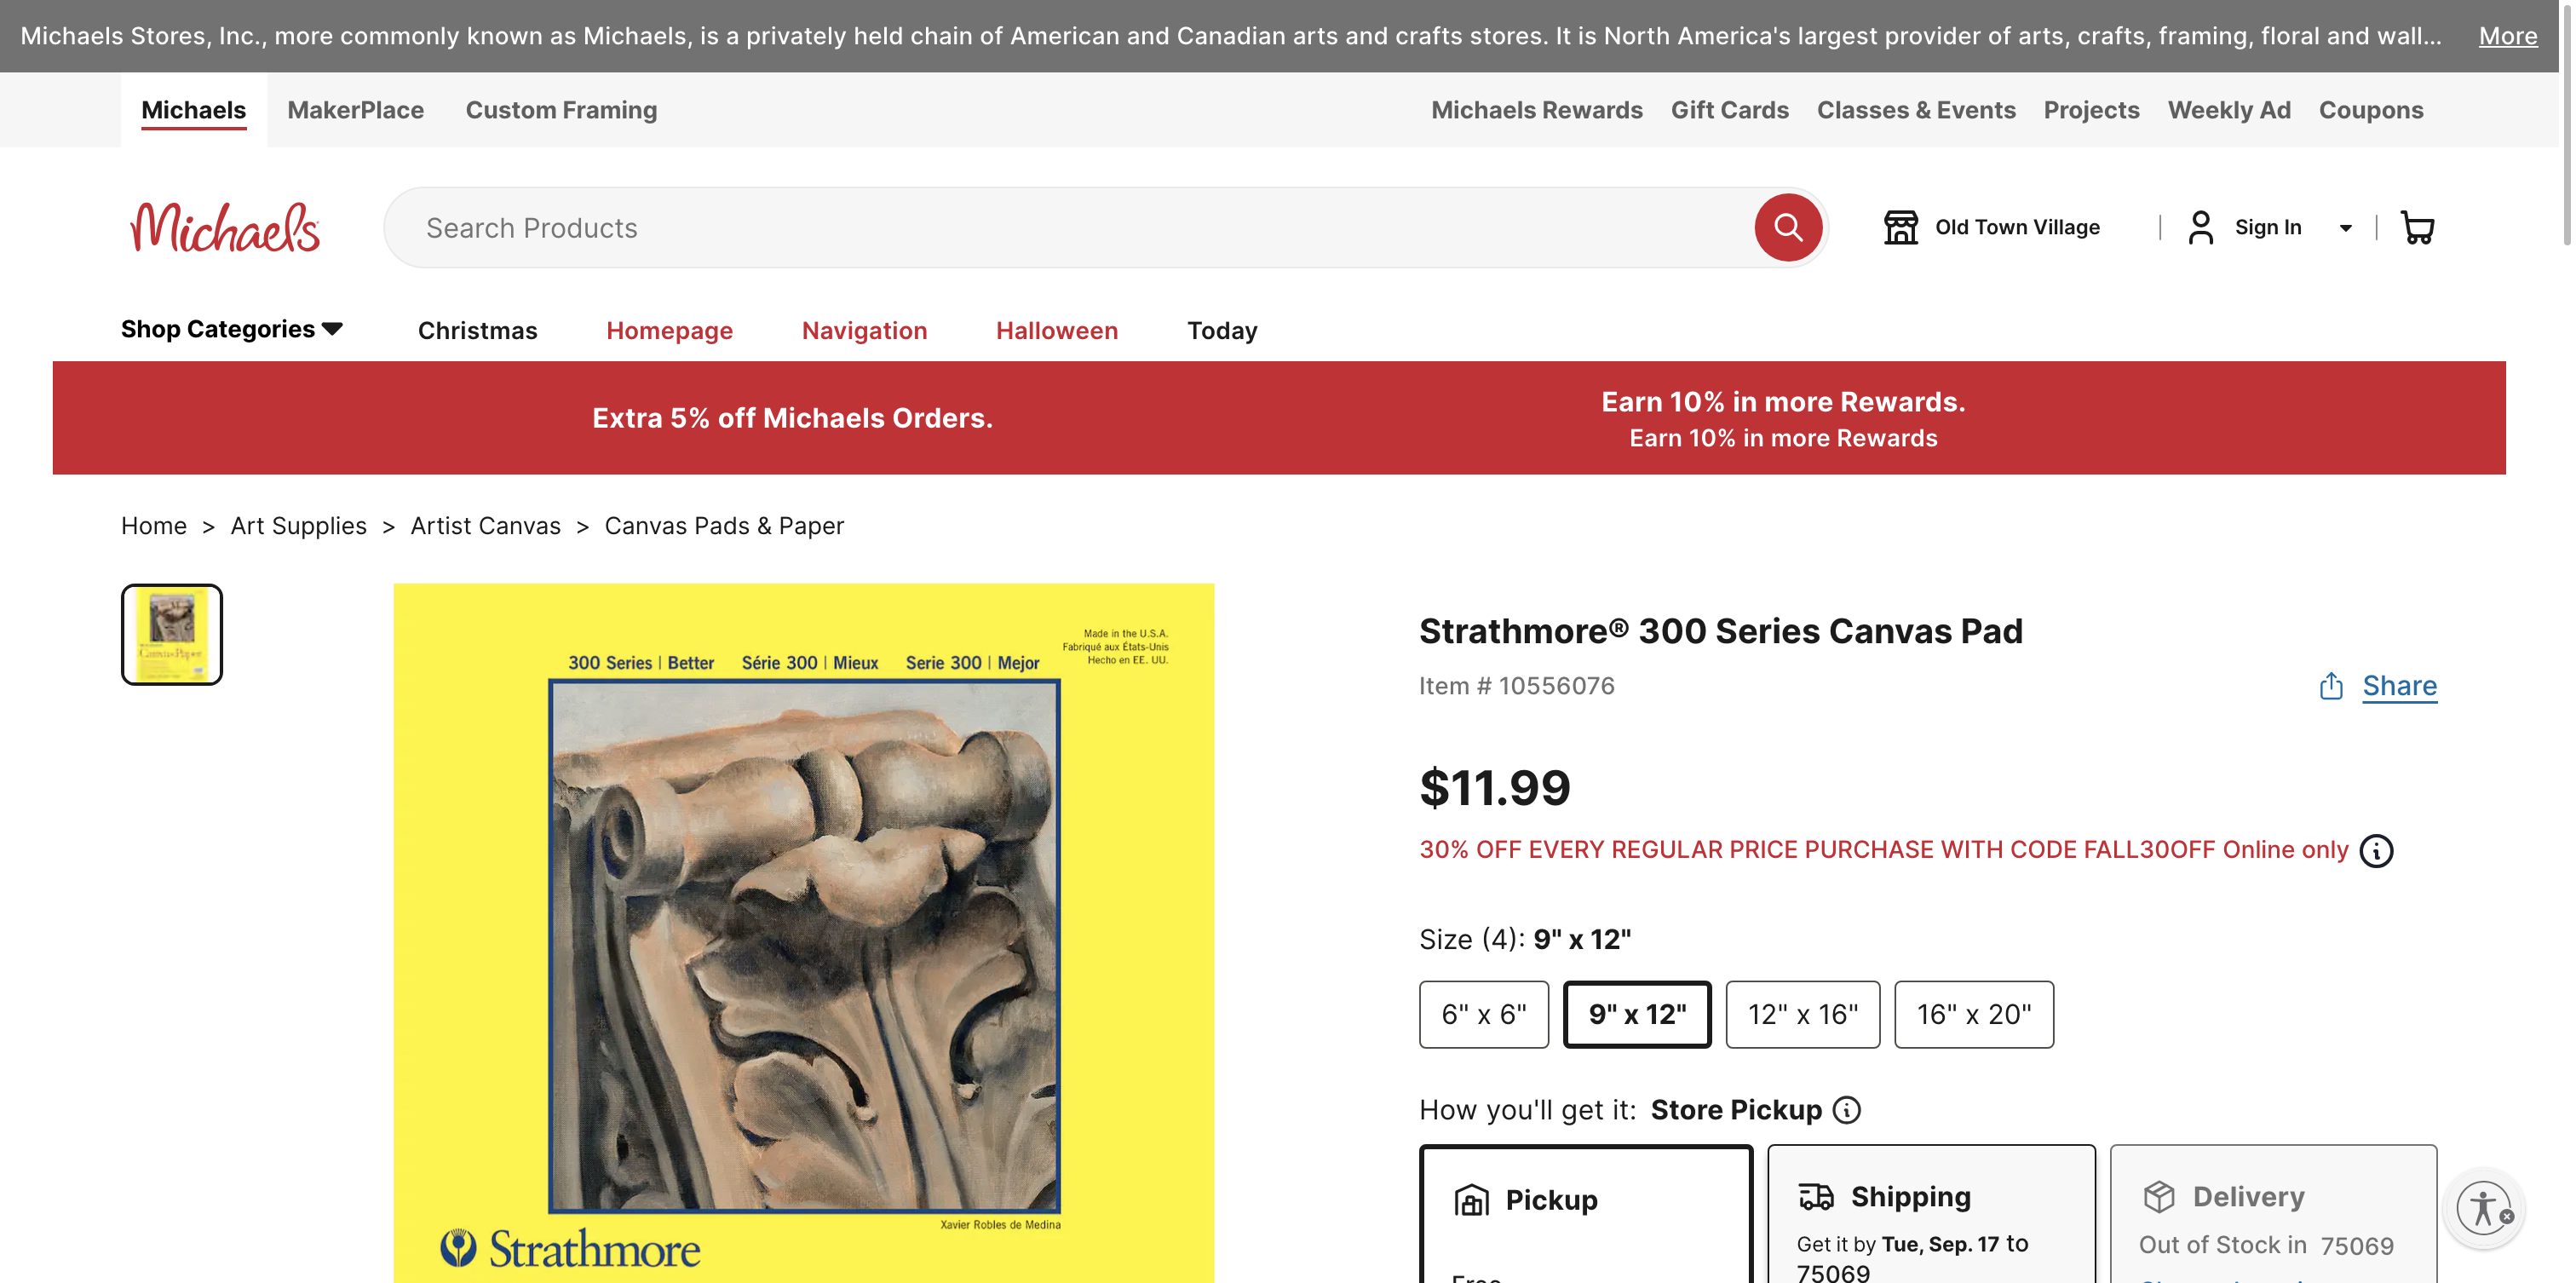 Michaels Stores, Inc., more commonly known as Michaels, is a privately held chain of American and Canadian arts and crafts stores. It is North America's largest provider of arts, crafts, framing, floral and wall... More
Michaels MakerPlace Custom Framing Michaels Rewards Gift Cards Classes & Events Projects Weekly Ad Coupons
Michaels Search Products Old Town Village | Sign In |
Shop Categories Christmas Homepage Navigation Halloween Today
Extra 5% off Michaels Orders.
Earn 10% in more Rewards.
Earn 10% in more Rewards
Home > Art Supplies > Artist Canvas > Canvas Pads & Paper
Made in the U.S.A.
Fabriqué aux États-Unis
Hecho en EE. UU.
300 Series | Better Série 300 | Mieux Serie 300 | Mejor
Xavier Robles de Medina
Strathmore
Strathmore® 300 Series Canvas Pad
Item # 10556076
Share
$11.99
30% OFF EVERY REGULAR PRICE PURCHASE WITH CODE FALL30OFF Online only
Size (4): 9" x 12"
6" x 6" 9" x 12" 12" x 16" 16" x 20"
How you'll get it: Store Pickup
Pickup
Shipping
Get it by Tue, Sep. 17 to
75069
Delivery
Out of Stock in 75069